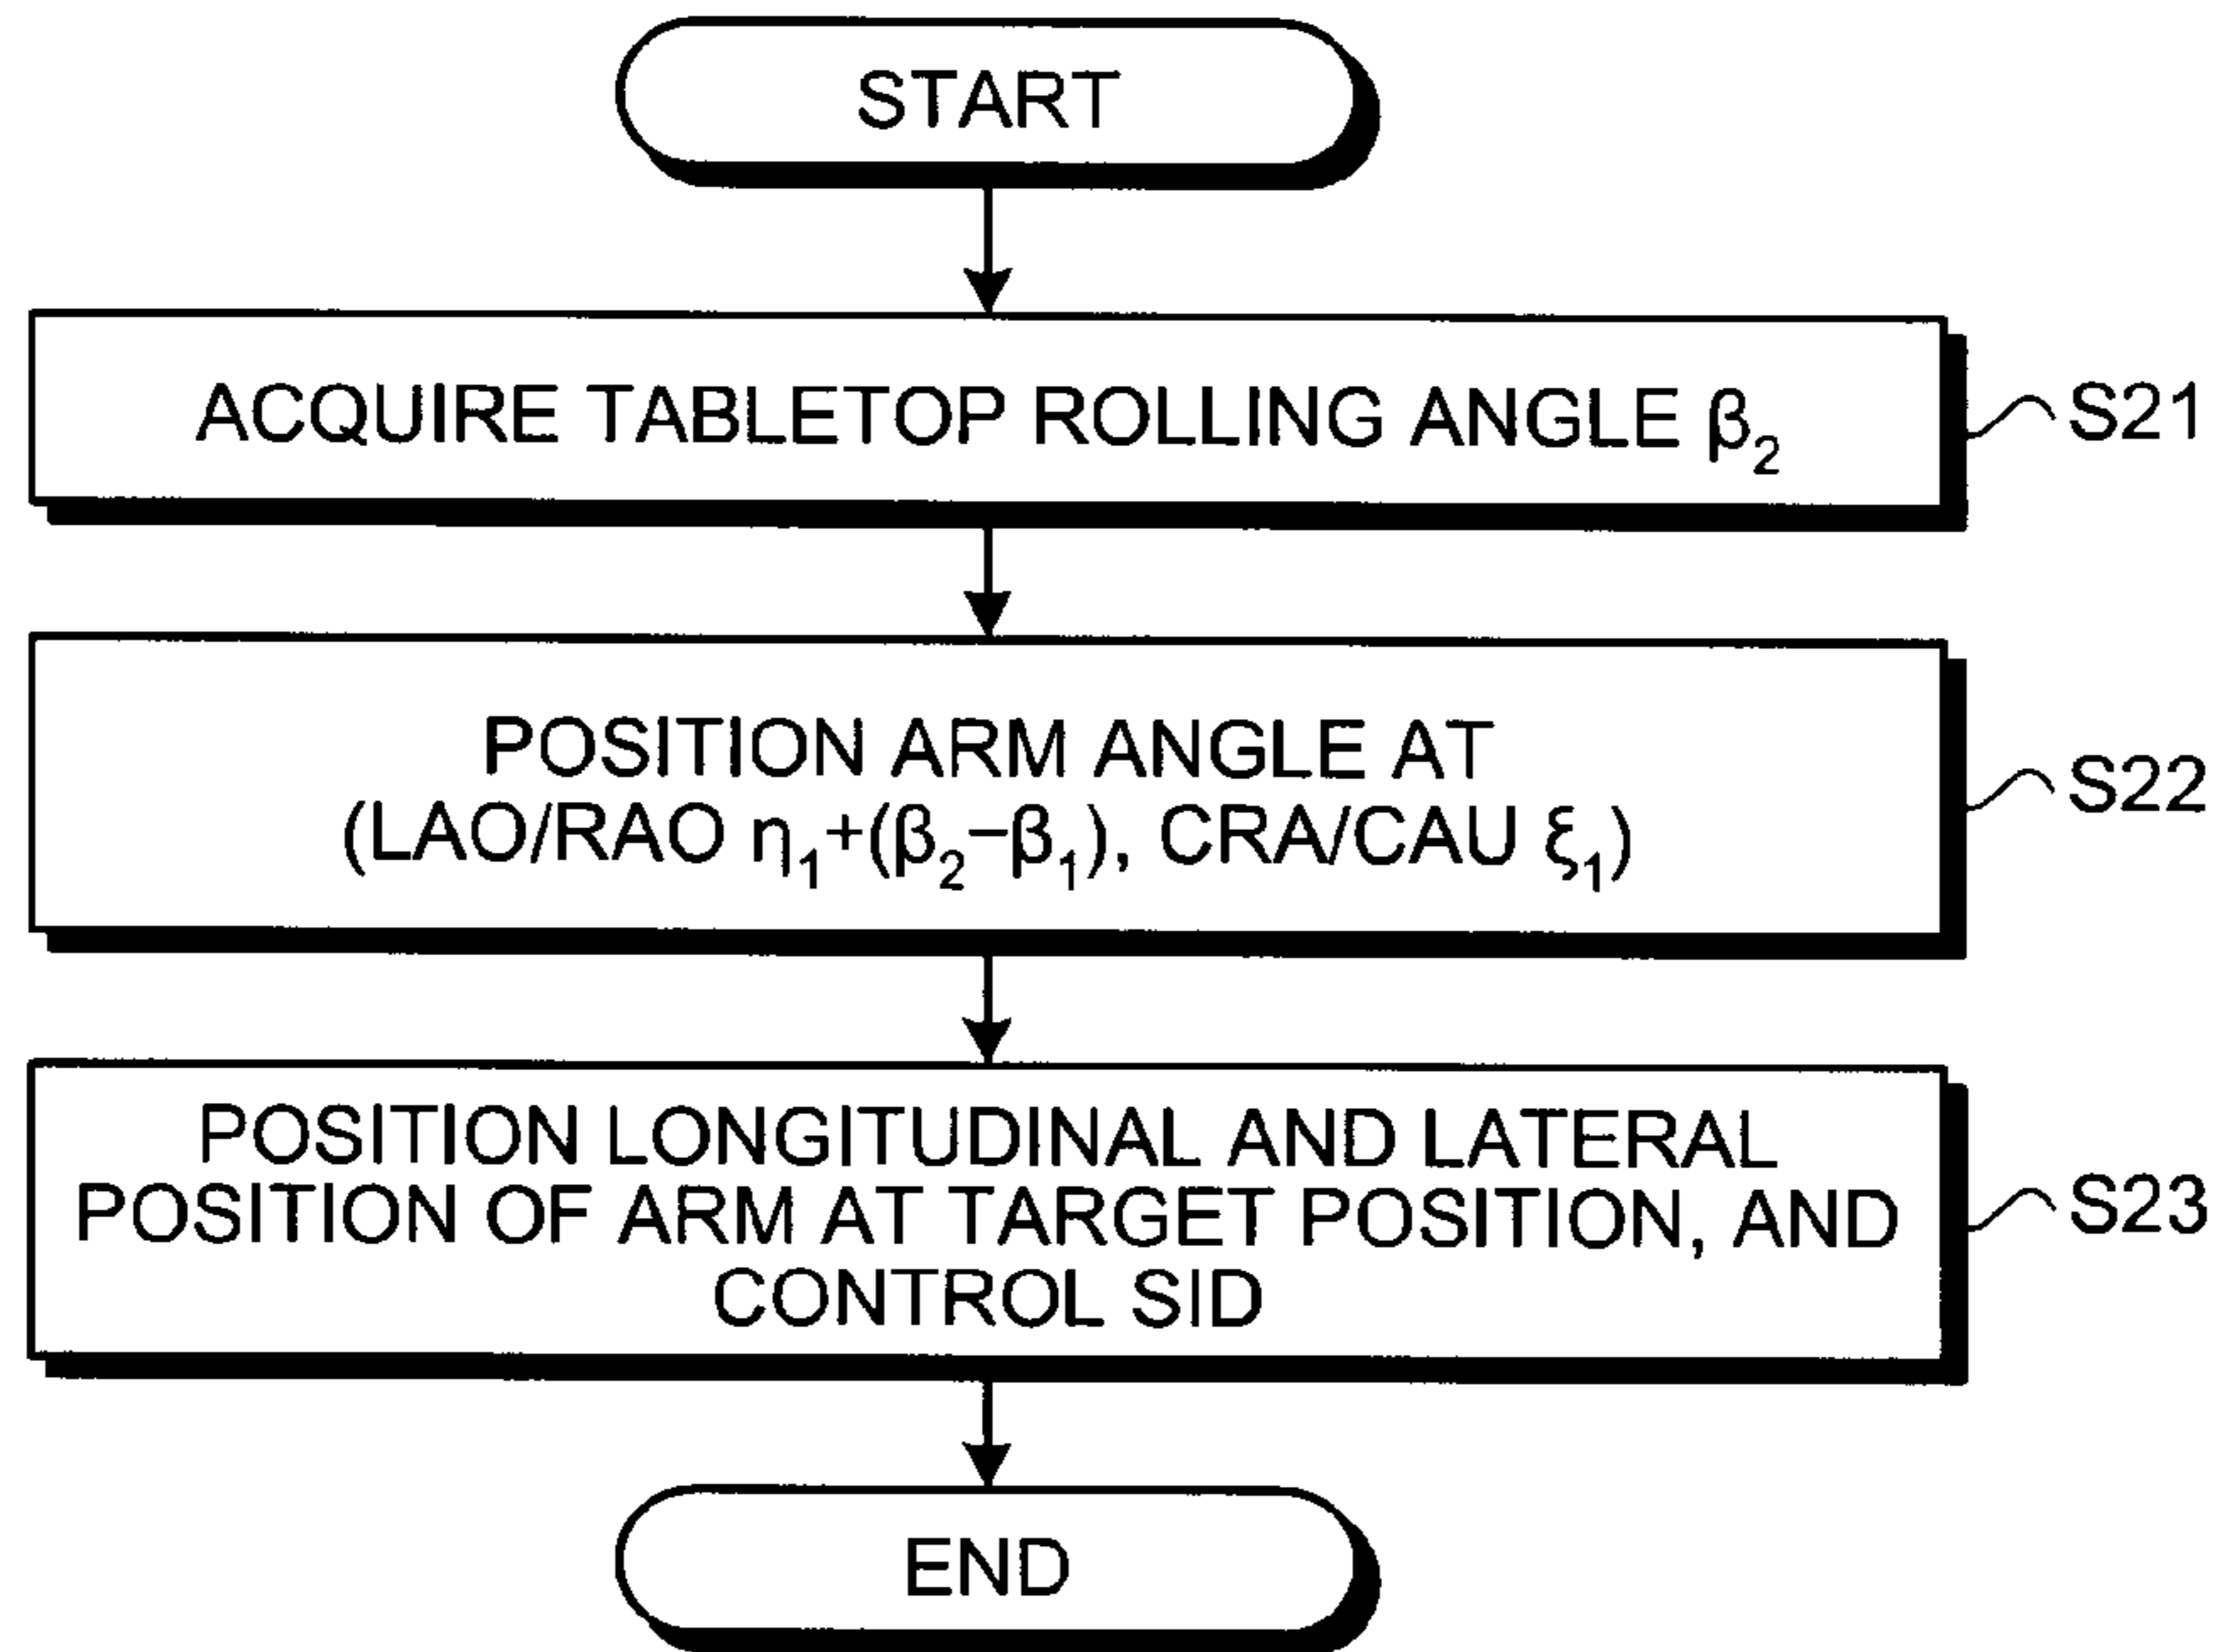 START
ACQUIRE TABLETOP ROLLING ANGLE β₂
S21
POSITION ARM ANGLE AT
(LAO/RAO η₁+(β₂−β₁), CRA/CAU ξ₁)
S22
POSITION LONGITUDINAL AND LATERAL
POSITION OF ARM AT TARGET POSITION, AND
CONTROL SID
S23
END